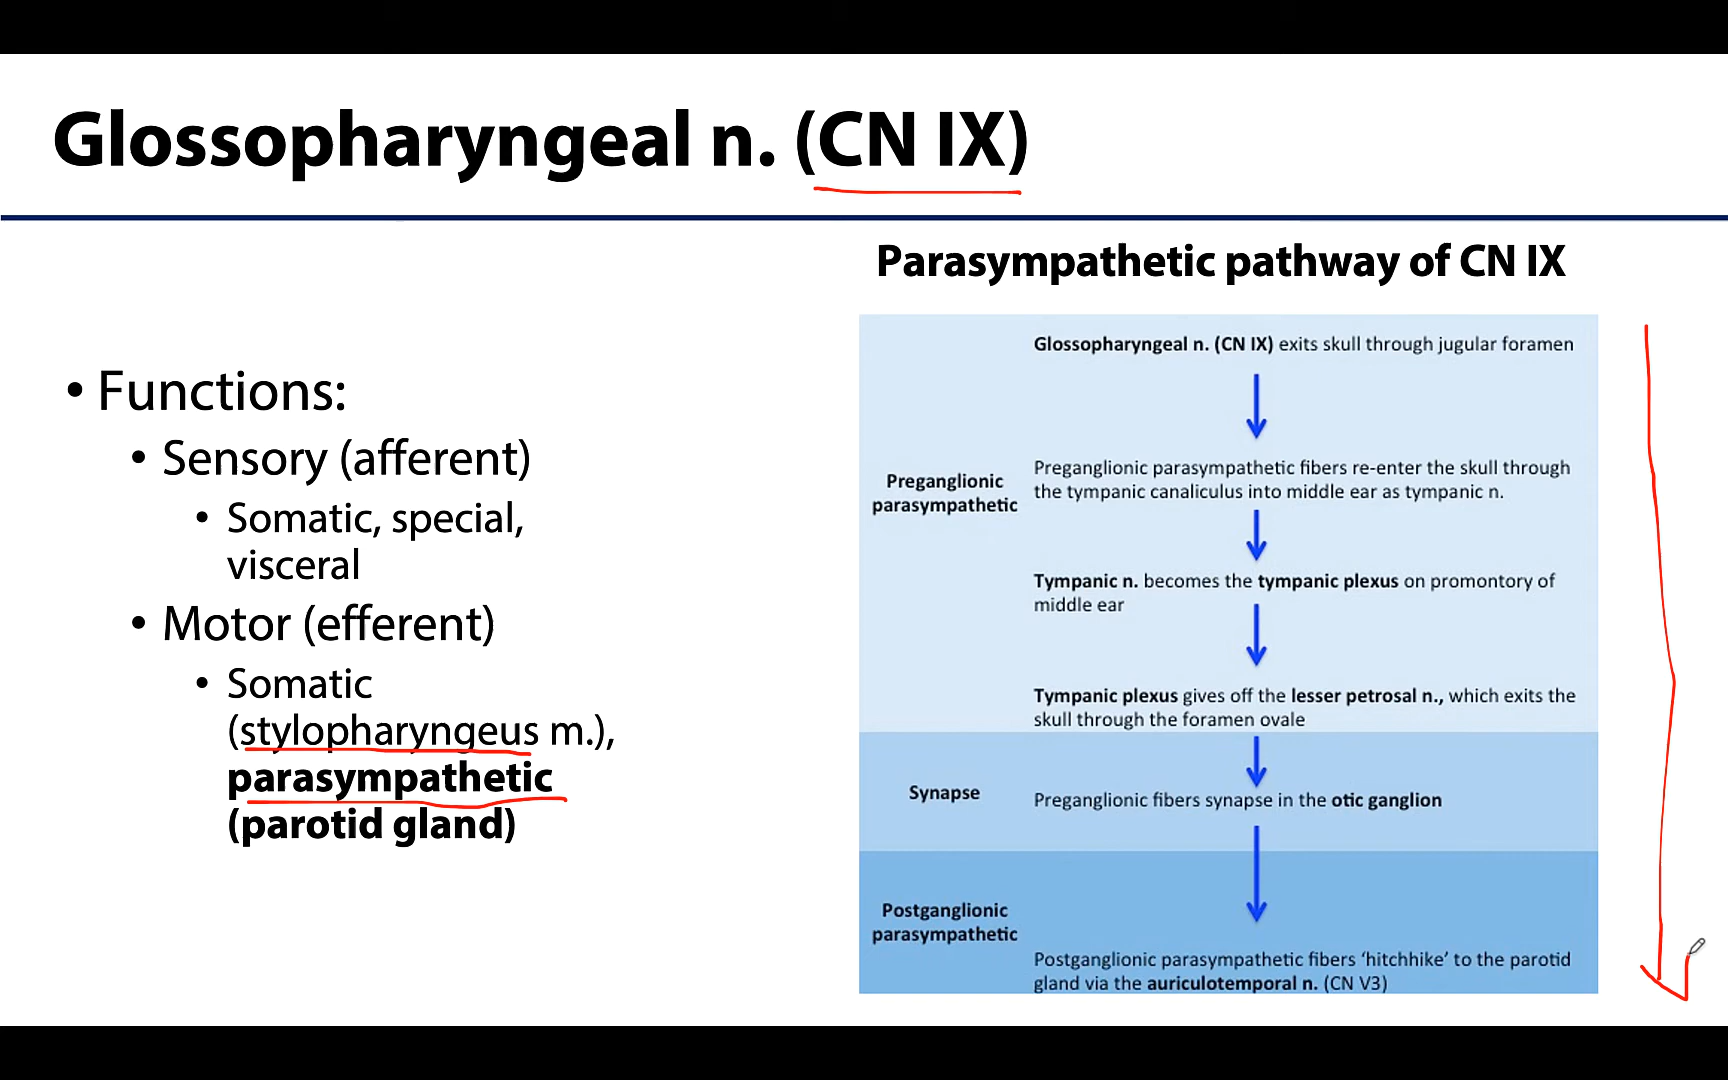 Glossopharyngeal n. (CN IX)
• Functions:
• Sensory (afferent)
• Somatic, special,
visceral
• Motor (efferent)
• Somatic
(stylopharyngeus m.),
parasympathetic
(parotid gland)
Parasympathetic pathway of CN IX
Glossopharyngeal n. (CN IX) exits skull through jugular foramen
Preganglionic
parasympathetic
Preganglionic parasympathetic fibers re-enter the skull through
the tympanic canaliculus into middle ear as tympanic n.
Tympanic n. becomes the tympanic plexus on promontory of
middle ear
Tympanic plexus gives off the lesser petrosal n., which exits the
skull through the foramen ovale
Synapse
Preganglionic fibers synapse in the otic ganglion
Postganglionic
parasympathetic
Postganglionic parasympathetic fibers ‘hitchhike’ to the parotid
gland via the auriculotemporal n. (CN V3)